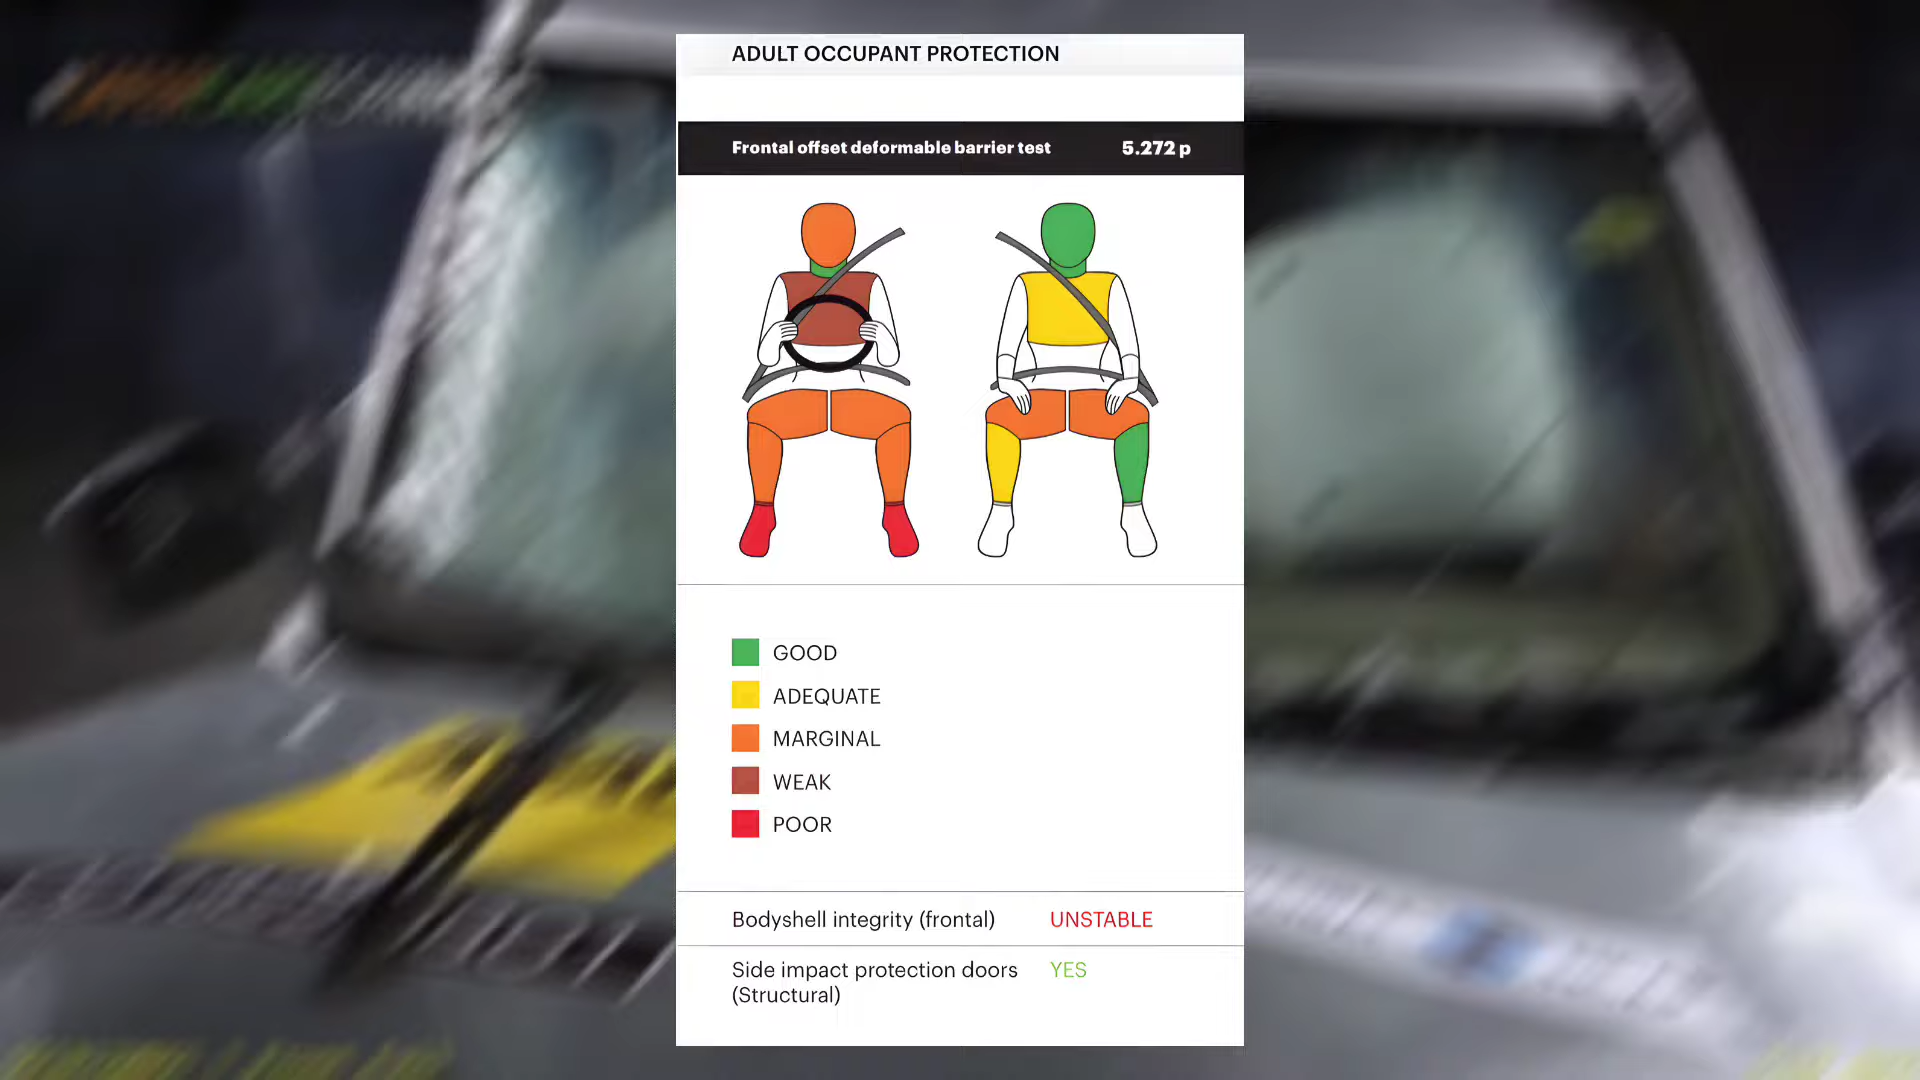 ADULT OCCUPANT PROTECTION
Frontal offset deformable barrier test 5.272 p
GOOD
ADEQUATE
MARGINAL
WEAK
POOR
Bodyshell integrity (frontal) UNSTABLE
Side impact protection doors YES
(Structural)